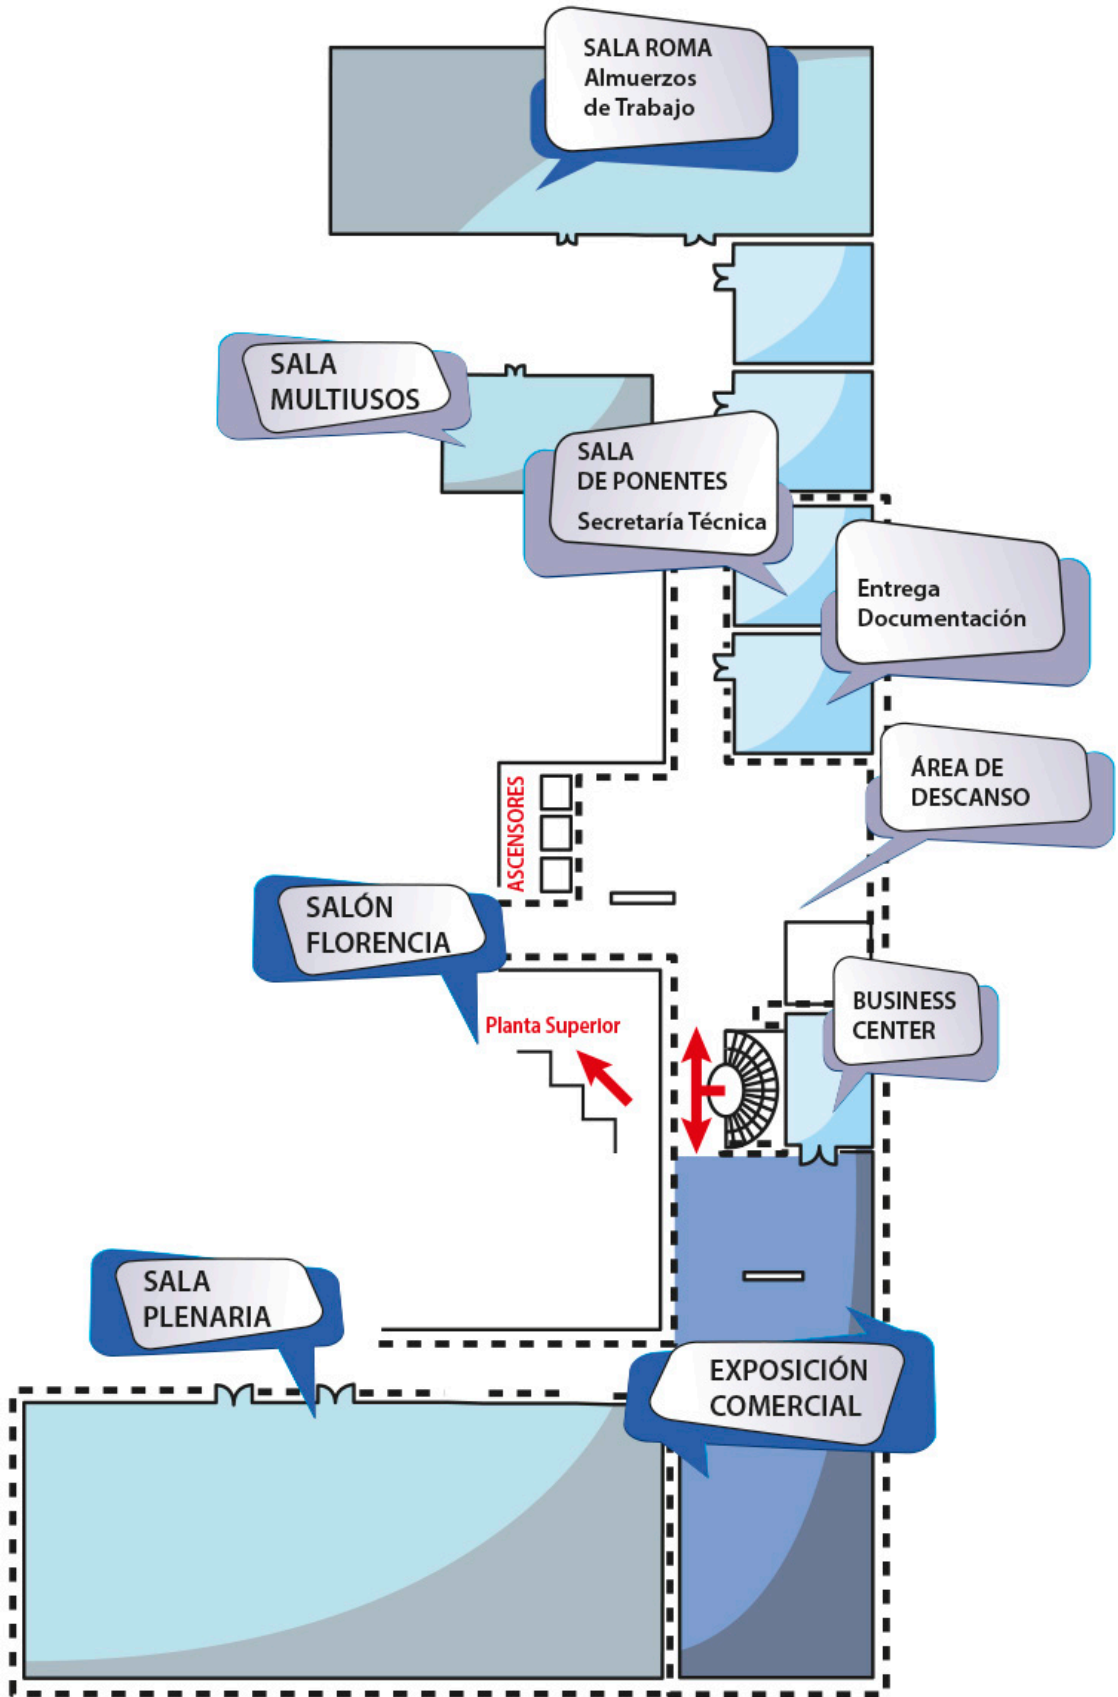 SALA ROMA
Almuerzos
de Trabajo
SALA
MULTIUSOS
SALA
DE PONENTES
Secretaría Técnica
Entrega
Documentación
ÁREA DE
DESCANSO
ASCENSORES
SALÓN
FLORENCIA
BUSINESS
CENTER
Planta Superior
SALA
PLENARIA
EXPOSICIÓN
COMERCIAL